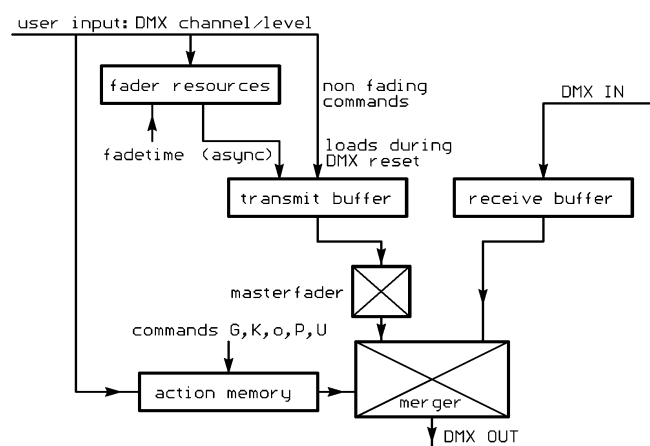 user input: DMX channel/level
fader resources
non fading
commands
DMX IN
fadetime (async)
loads during
DMX reset
transmit buffer
receive buffer
masterfader
commands G,K,o,P,U
action memory
merger
DMX OUT